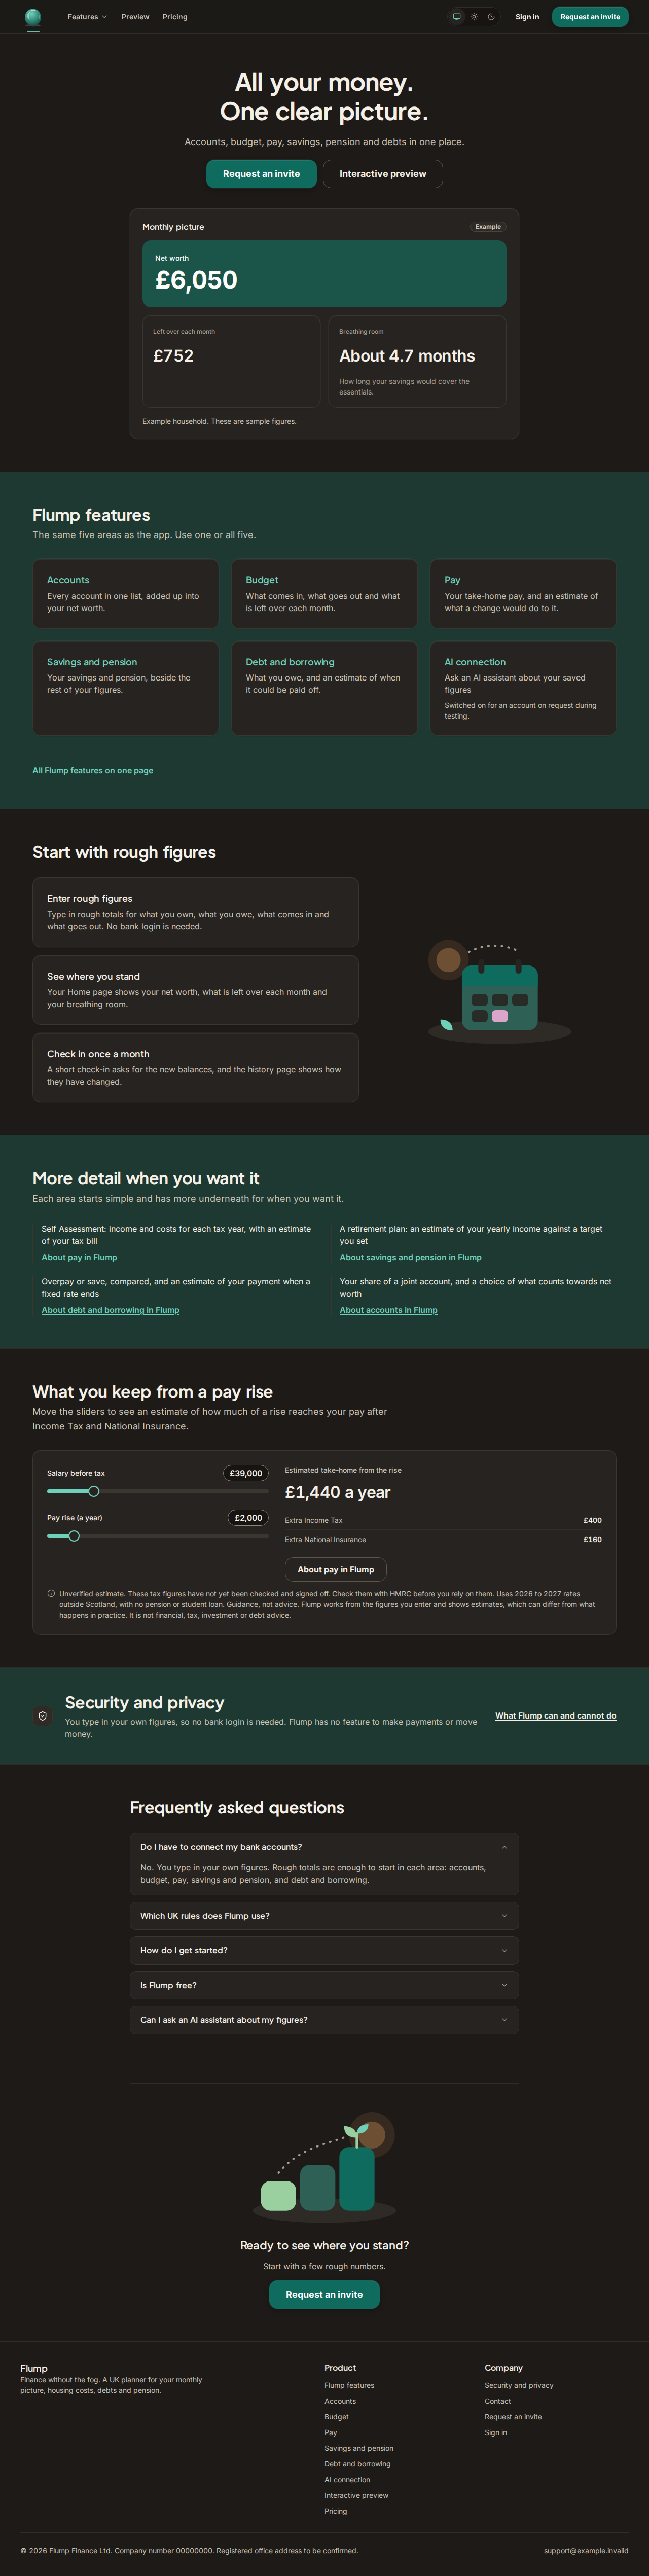 Features
Preview
Pricing
Sign in
Request an invite
All your money.
One clear picture.
Accounts, budget, pay, savings, pension and debts in one place.
Request an invite
Interactive preview
Monthly picture
Example
Net worth
£6,050
Left over each month
£752
Breathing room
About 4.7 months
How long your savings would cover the
essentials.
Example household. These are sample figures.
Flump features
The same five areas as the app. Use one or all five.
Accounts
Every account in one list, added up into
your net worth.
Budget
What comes in, what goes out and what
is left over each month.
Pay
Your take-home pay, and an estimate of
what a change would do to it.
Savings and pension
Your savings and pension, beside the
rest of your figures.
Debt and borrowing
What you owe, and an estimate of when
it could be paid off.
AI connection
Ask an AI assistant about your saved
figures
Switched on for an account on request during
testing.
All Flump features on one page
Start with rough figures
Enter rough figures
Type in rough totals for what you own, what you owe, what comes in and
what goes out. No bank login is needed.
See where you stand
Your Home page shows your net worth, what is left over each month and
your breathing room.
Check in once a month
A short check-in asks for the new balances, and the history page shows how
they have changed.
More detail when you want it
Each area starts simple and has more underneath for when you want it.
Self Assessment: income and costs for each tax year, with an estimate
of your tax bill
About pay in Flump
A retirement plan: an estimate of your yearly income against a target
you set
About savings and pension in Flump
Overpay or save, compared, and an estimate of your payment when a
fixed rate ends
About debt and borrowing in Flump
Your share of a joint account, and a choice of what counts towards net
worth
About accounts in Flump
What you keep from a pay rise
Move the sliders to see an estimate of how much of a rise reaches your pay after
Income Tax and National Insurance.
Salary before tax
£39,000
Pay rise (a year)
£2,000
Estimated take-home from the rise
£1,440 a year
Extra Income Tax
£400
Extra National Insurance
£160
About pay in Flump
Unverified estimate. These tax figures have not yet been checked and signed off. Check them with HMRC before you rely on them. Uses 2026 to 2027 rates
outside Scotland, with no pension or student loan. Guidance, not advice. Flump works from the figures you enter and shows estimates, which can differ from what
happens in practice. It is not financial, tax, investment or debt advice.
Security and privacy
You type in your own figures, so no bank login is needed. Flump has no feature to make payments or move
money.
What Flump can and cannot do
Frequently asked questions
Do I have to connect my bank accounts?
No. You type in your own figures. Rough totals are enough to start in each area: accounts,
budget, pay, savings and pension, and debt and borrowing.
Which UK rules does Flump use?
How do I get started?
Is Flump free?
Can I ask an AI assistant about my figures?
Ready to see where you stand?
Start with a few rough numbers.
Request an invite
Flump
Finance without the fog. A UK planner for your monthly
picture, housing costs, debts and pension.
Product
Flump features
Accounts
Budget
Pay
Savings and pension
Debt and borrowing
AI connection
Interactive preview
Pricing
Company
Security and privacy
Contact
Request an invite
Sign in
© 2026 Flump Finance Ltd. Company number 00000000. Registered office address to be confirmed.
support@example.invalid